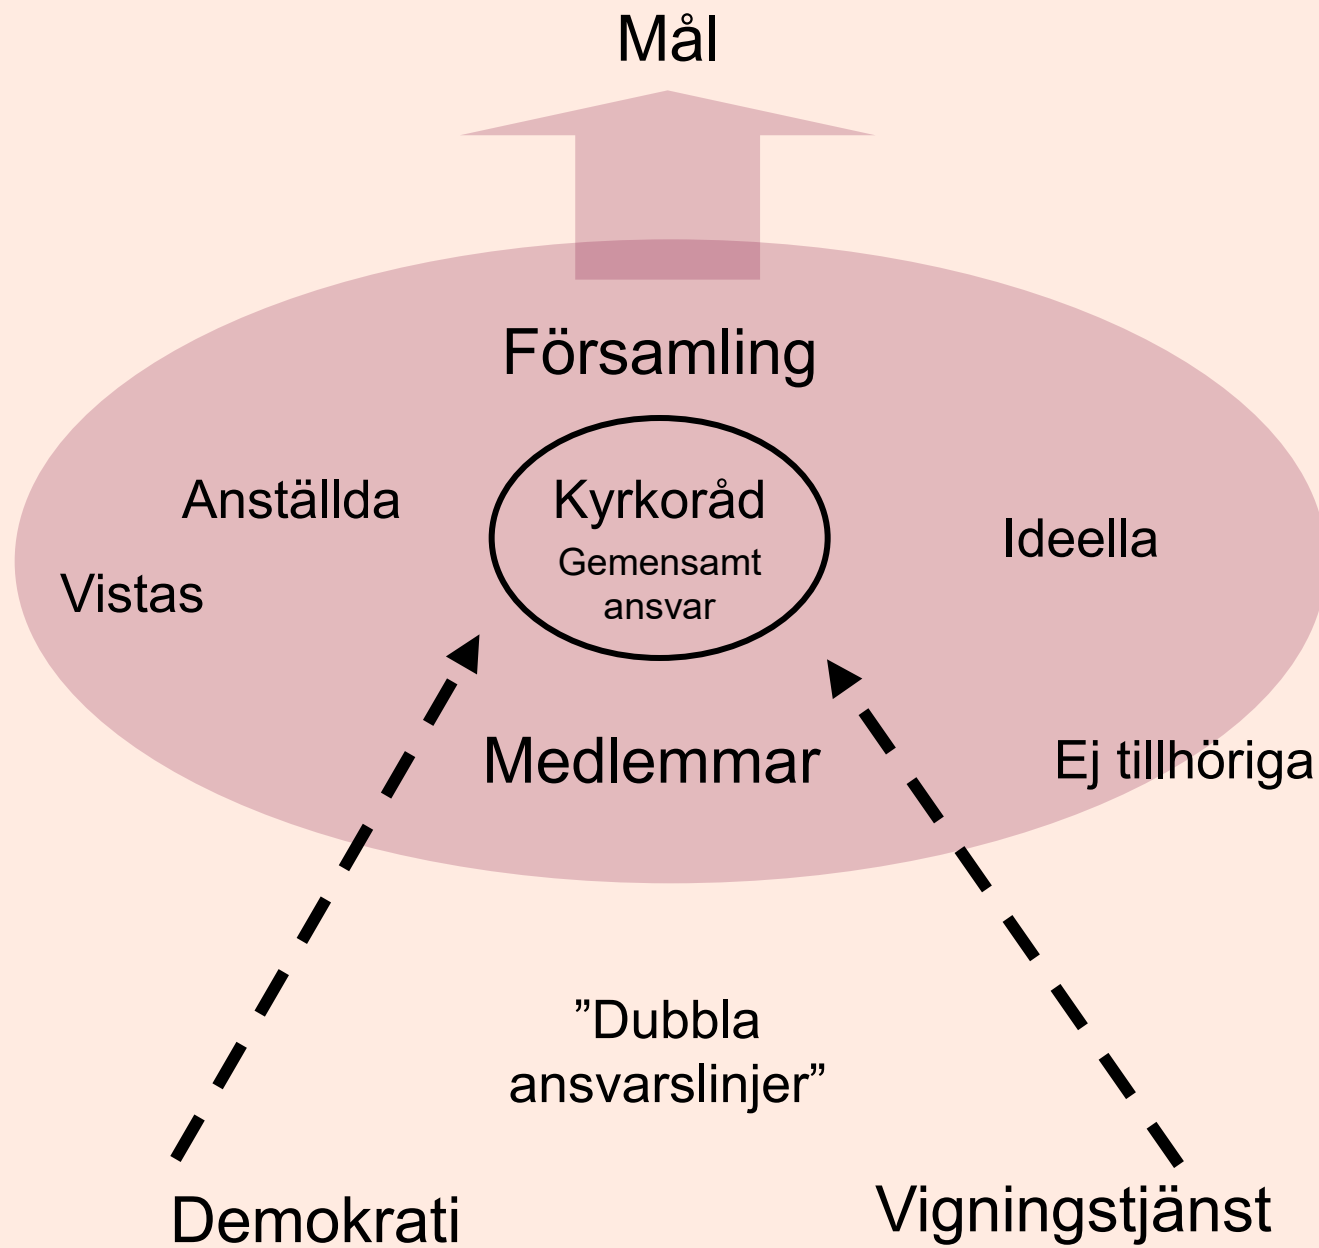 Mål
Församling
Anställda
Kyrkoråd
Gemensamt
ansvar
Ideella
Vistas
Medlemmar
Ej tillhöriga
”Dubbla
ansvarslinjer”
Demokrati
Vigningstjänst